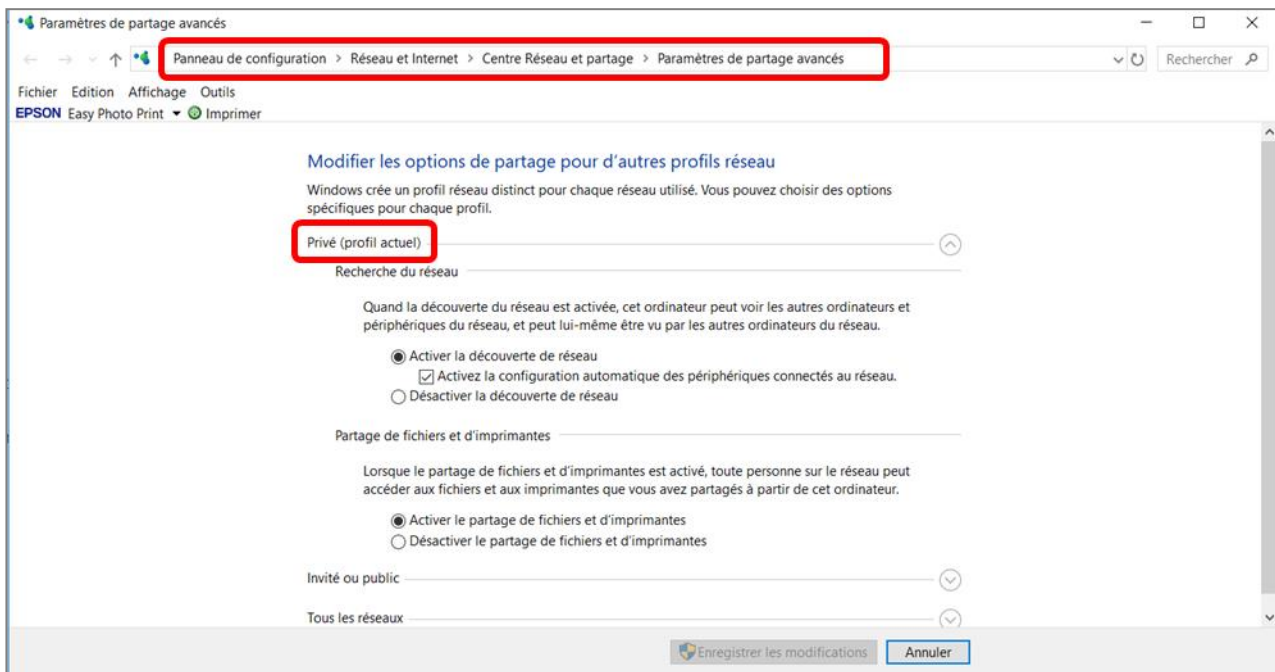 Paramètres de partage avancés
Panneau de configuration > Réseau et Internet > Centre Réseau et partage > Paramètres de partage avancés
Rechercher
Fichier Edition Affichage Outils
EPSON Easy Photo Print Imprimer
Modifier les options de partage pour d'autres profils réseau
Windows crée un profil réseau distinct pour chaque réseau utilisé. Vous pouvez choisir des options
spécifiques pour chaque profil.
Privé (profil actuel)
Recherche du réseau
Quand la découverte du réseau est activée, cet ordinateur peut voir les autres ordinateurs et
périphériques du réseau, et peut lui-même être vu par les autres ordinateurs du réseau.
Activer la découverte de réseau
Activez la configuration automatique des périphériques connectés au réseau.
Désactiver la découverte de réseau
Partage de fichiers et d'imprimantes
Lorsque le partage de fichiers et d'imprimantes est activé, toute personne sur le réseau peut
accéder aux fichiers et aux imprimantes que vous avez partagés à partir de cet ordinateur.
Activer le partage de fichiers et d'imprimantes
Désactiver le partage de fichiers et d'imprimantes
Invité ou public
Tous les réseaux
Enregistrer les modifications Annuler